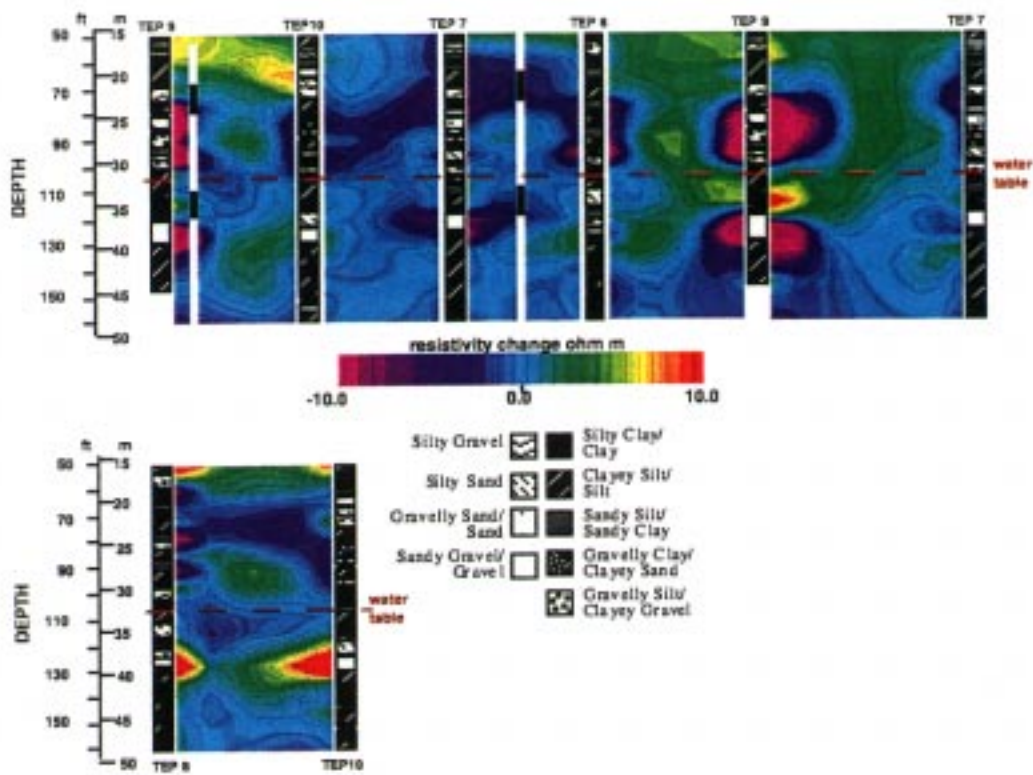 ft m TEP 9 TEP10 TEP 7 TEP 8 TEP 9 TEP 7
50 15
20
70
25
90
30
110
35
130
40
150
45
50
DEPTH
water
table
resistivity change ohm m
-10.0 0.0 10.0
Silty Gravel Silty Clay/
Clay
Silty Sand Clayey Silt/
Silt
Gravelly Sand/
Sand Sandy Silt/
Sandy Clay
Sandy Gravel/
Gravel Gravelly Clay/
Clayey Sand
Gravelly Silt/
Clayey Gravel
ft m
50 15
20
70
25
90
30
110
35
130
40
150
45
50
DEPTH
water
table
TEP 8 TEP10